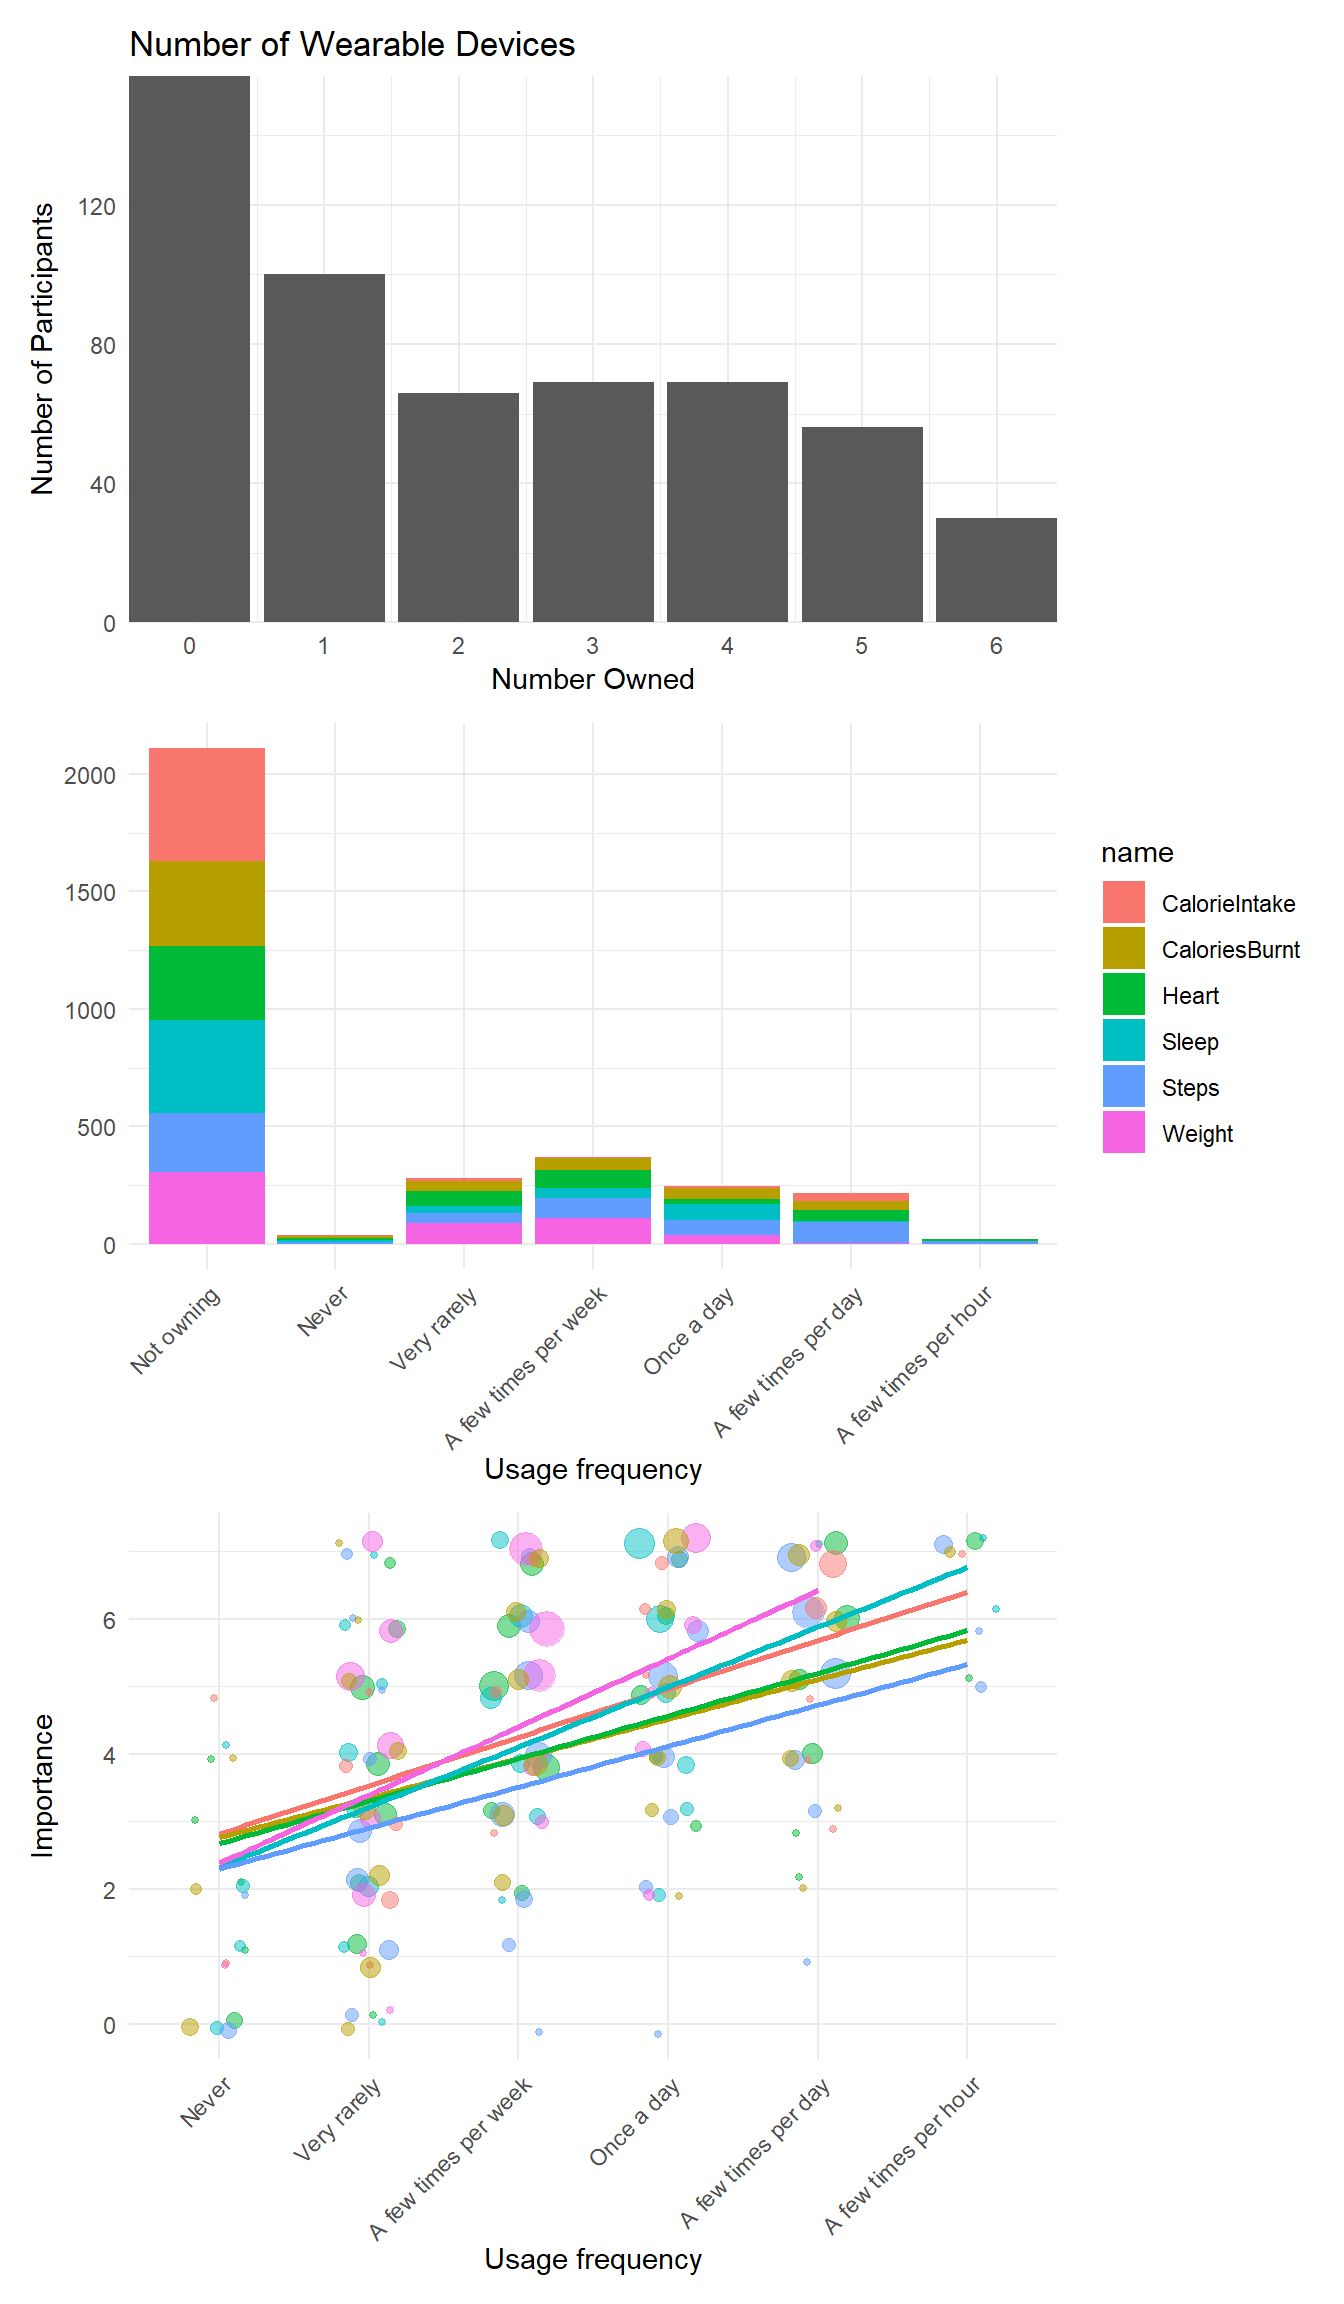 Number of Wearable Devices
Number of Participants
120
80
40
0
0 1 2 3 4 5 6
Number Owned
2000
1500
1000
500
0
Not owning
Never
Very rarely
A few times per week
Once a day
A few times per day
A few times per hour
Usage frequency
name
CalorieIntake
CaloriesBurnt
Heart
Sleep
Steps
Weight
Importance
6
4
2
0
Never
Very rarely
A few times per week
Once a day
A few times per day
A few times per hour
Usage frequency